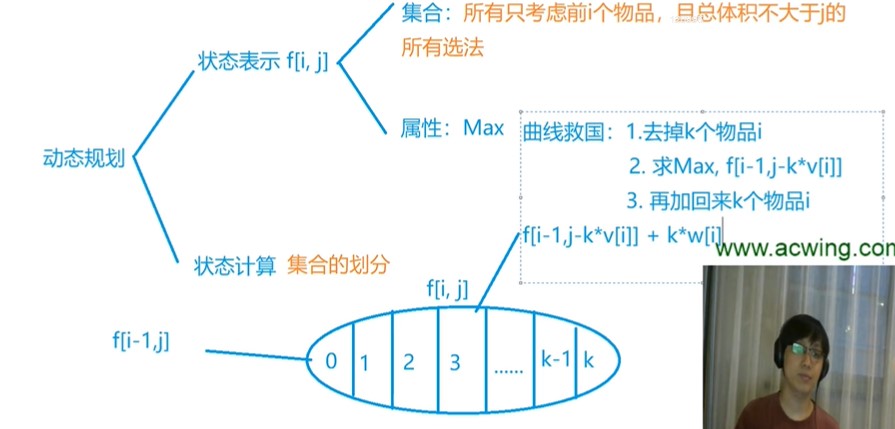 集合：所有只考虑前i个物品，且总体积不大于j的
所有选法
状态表示 f[i, j]
属性：Max
曲线救国：1.去掉k个物品i
2. 求Max, f[i-1,j-k*v[i]]
3. 再加回来k个物品i
动态规划
f[i-1,j-k*v[i]] + k*w[i]
www.acwing.com
状态计算 集合的划分
f[i, j]
f[i-1,j]
0 1 2 3 ...... k-1 k